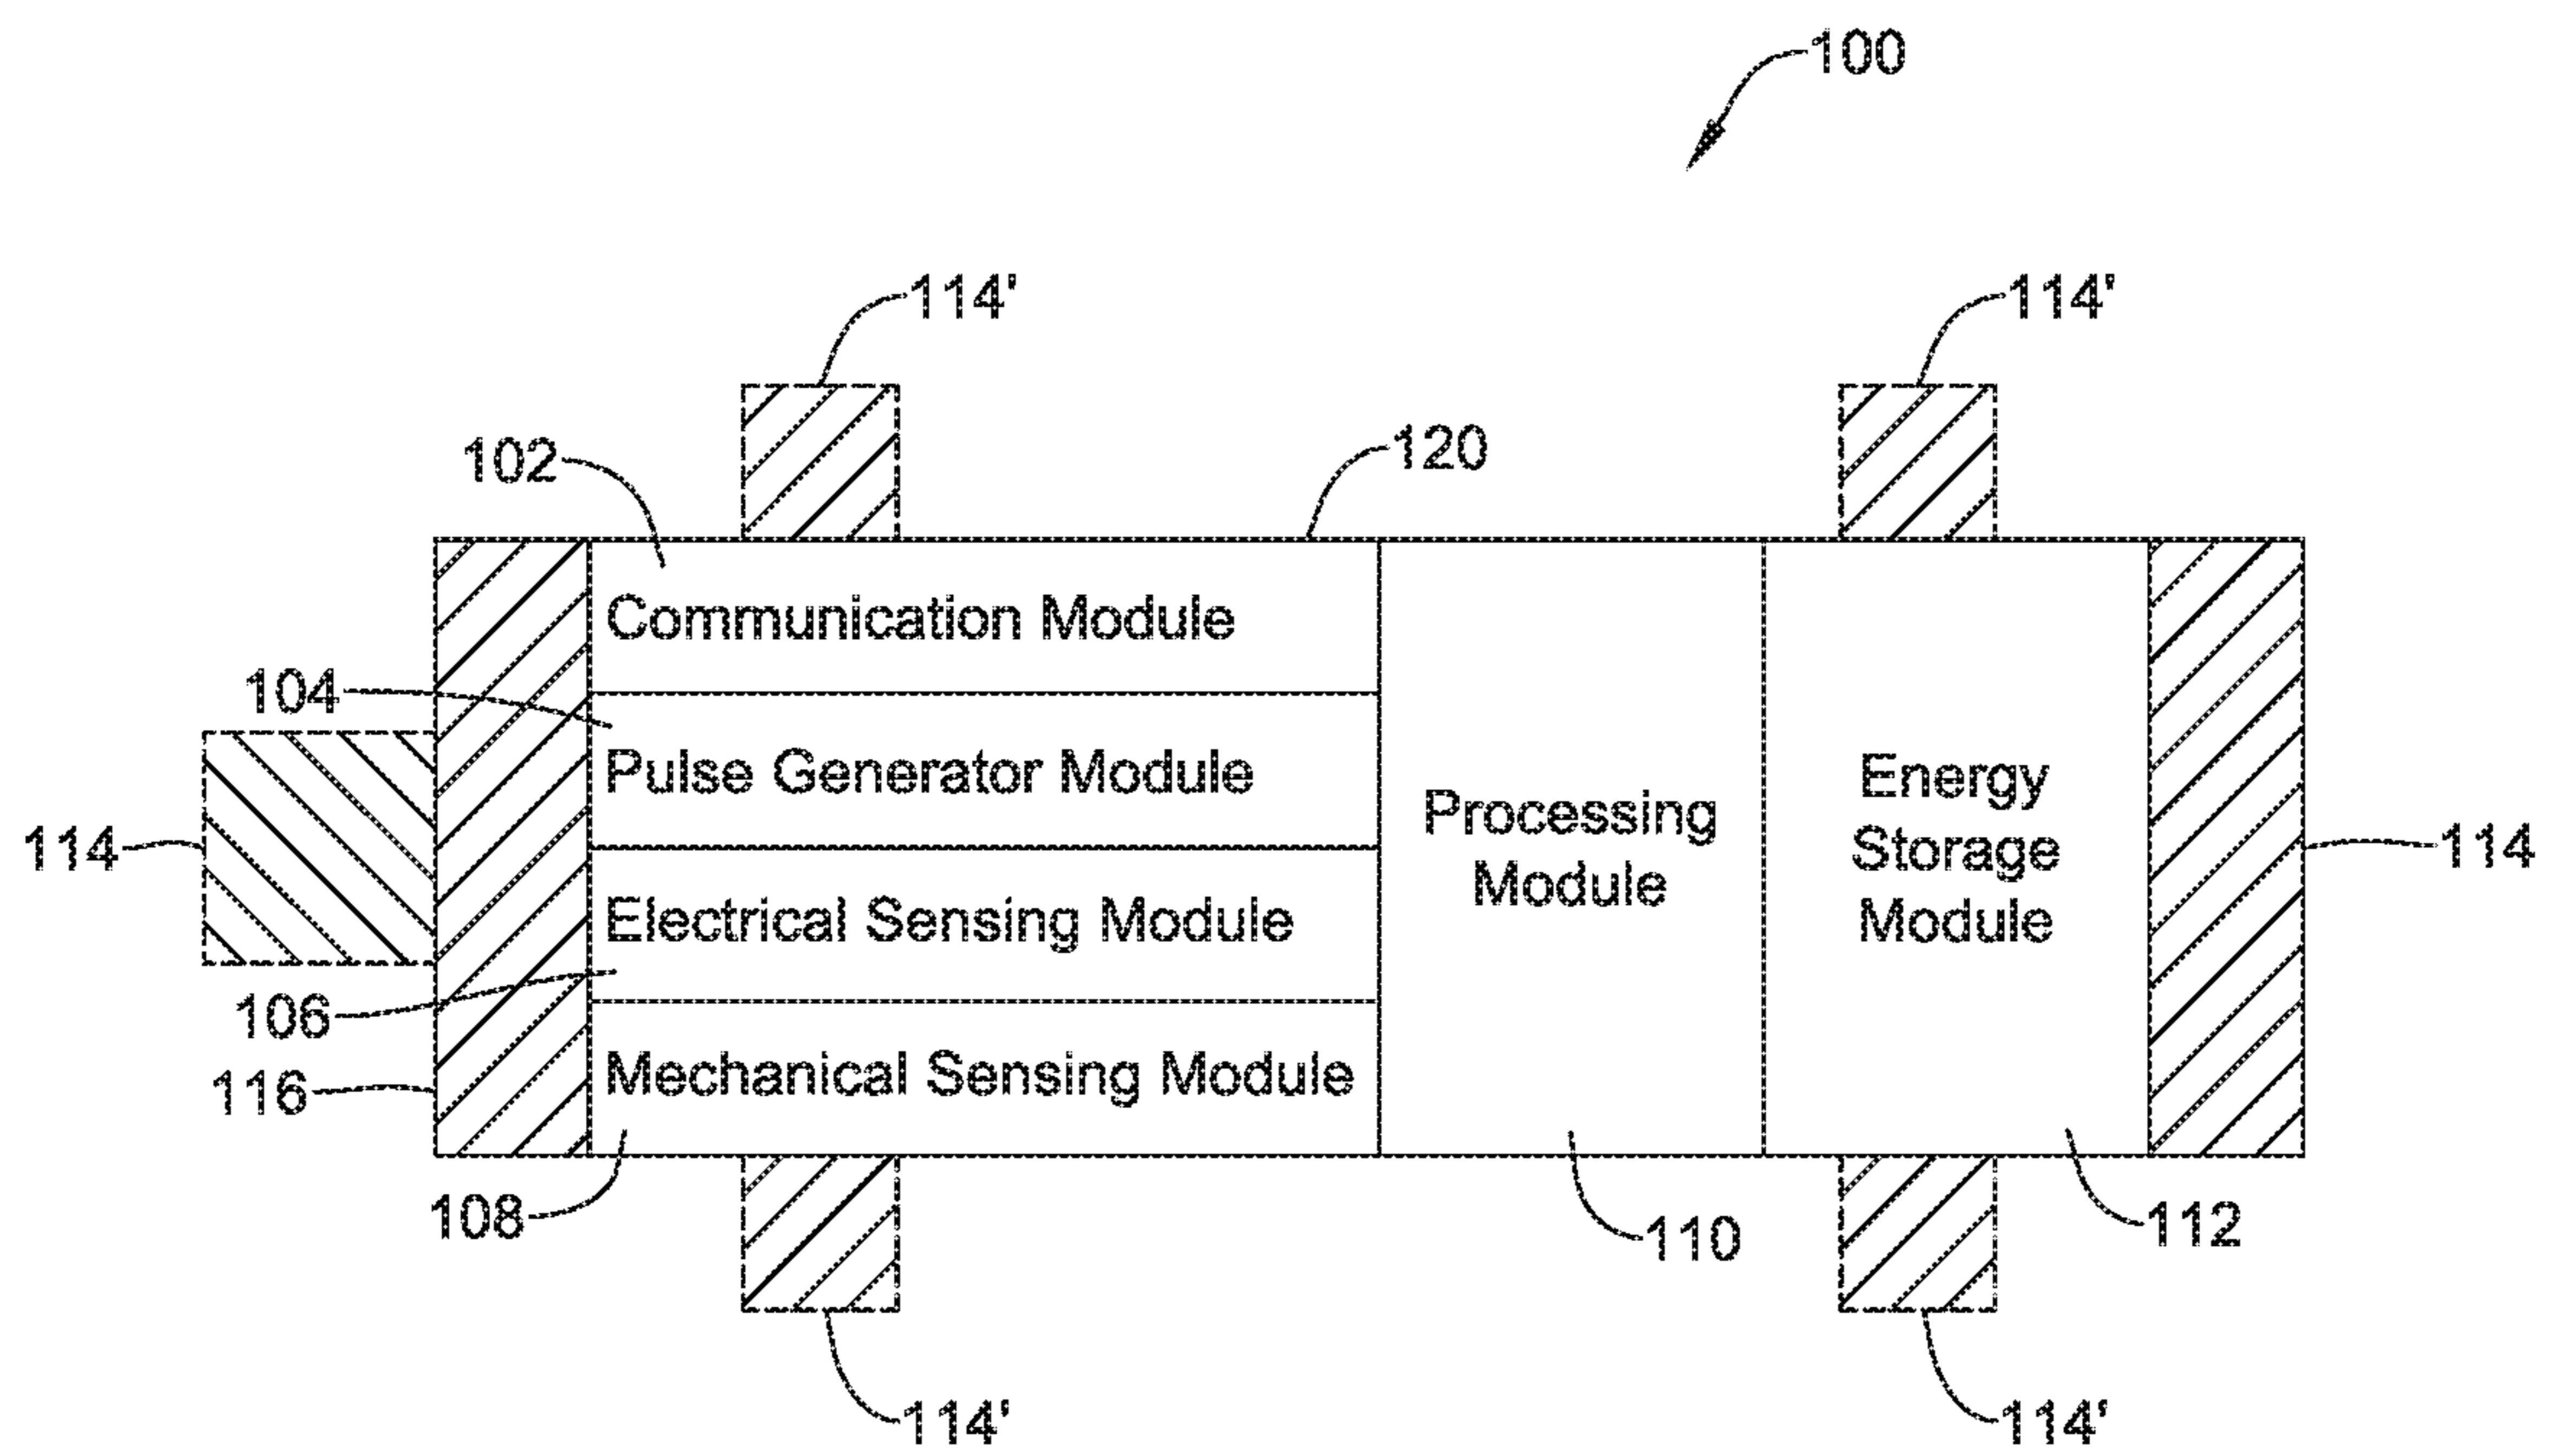 100
114'
114'
102
120
Communication Module
104
Pulse Generator Module
114
Processing
Module
Energy
Storage
Module
114
Electrical Sensing Module
106
116
Mechanical Sensing Module
108
110
112
114'
114'